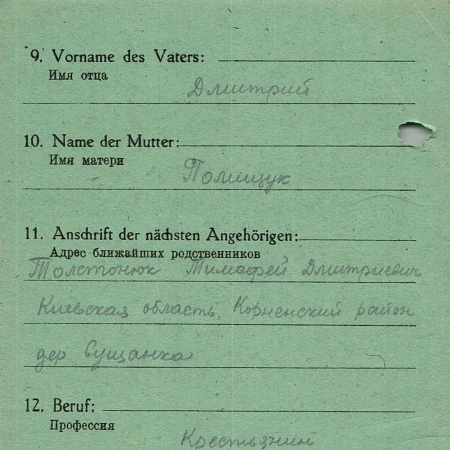 9. Vorname des Vaters:
Имя отца
Дмитрий
10. Name der Mutter:
Имя матери
Полищук
11. Anschrift der nächsten Angehörigen:
Адрес ближайших родственников
Толстонюк Тимофей Дмитриевич
Киевская область, Корненский район
дер Сущанка
12. Beruf:
Профессия
Крестьянин